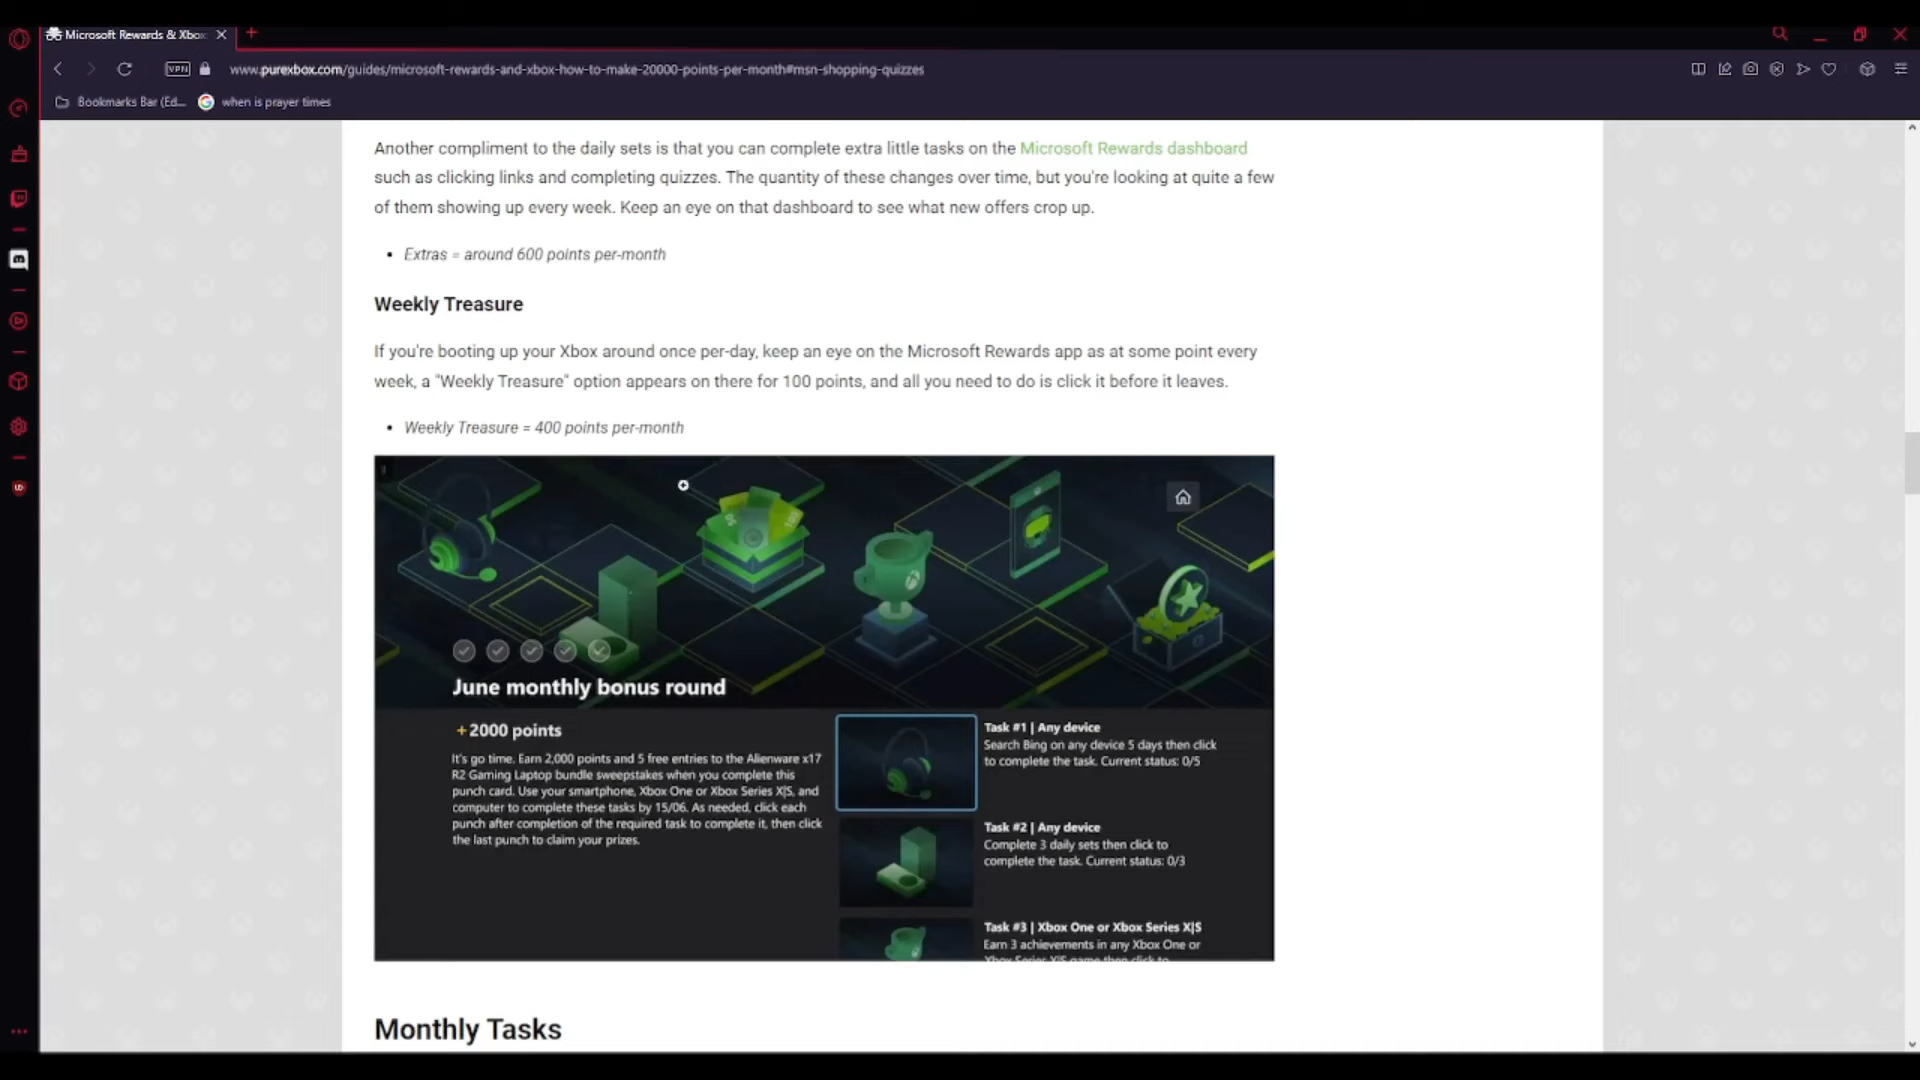 Microsoft Rewards & Xbox
VPN
www.purexbox.com/guides/microsoft-rewards-and-xbox-how-to-make-20000-points-per-month#msn-shopping-quizzes
Bookmarks Bar (Ed...
when is prayer times
Another compliment to the daily sets is that you can complete extra little tasks on the Microsoft Rewards dashboard
such as clicking links and completing quizzes. The quantity of these changes over time, but you're looking at quite a few
of them showing up every week. Keep an eye on that dashboard to see what new offers crop up.
• Extras = around 600 points per-month
Weekly Treasure
If you're booting up your Xbox around once per-day, keep an eye on the Microsoft Rewards app as at some point every
week, a "Weekly Treasure" option appears on there for 100 points, and all you need to do is click it before it leaves.
• Weekly Treasure = 400 points per-month
June monthly bonus round
+2000 points
It's go time. Earn 2,000 points and 5 free entries to the Alienware x17
R2 Gaming Laptop bundle sweepstakes when you complete this
punch card. Use your smartphone, Xbox One or Xbox Series X|S, and
computer to complete these tasks by 15/06. As needed, click each
punch after completion of the required task to complete it, then click
the last punch to claim your prizes.
Task #1 | Any device
Search Bing on any device 5 days then click
to complete the task. Current status: 0/5
Task #2 | Any device
Complete 3 daily sets then click to
complete the task. Current status: 0/3
Task #3 | Xbox One or Xbox Series X|S
Earn 3 achievements in any Xbox One or
Xbox Series X|S game then click to
Monthly Tasks